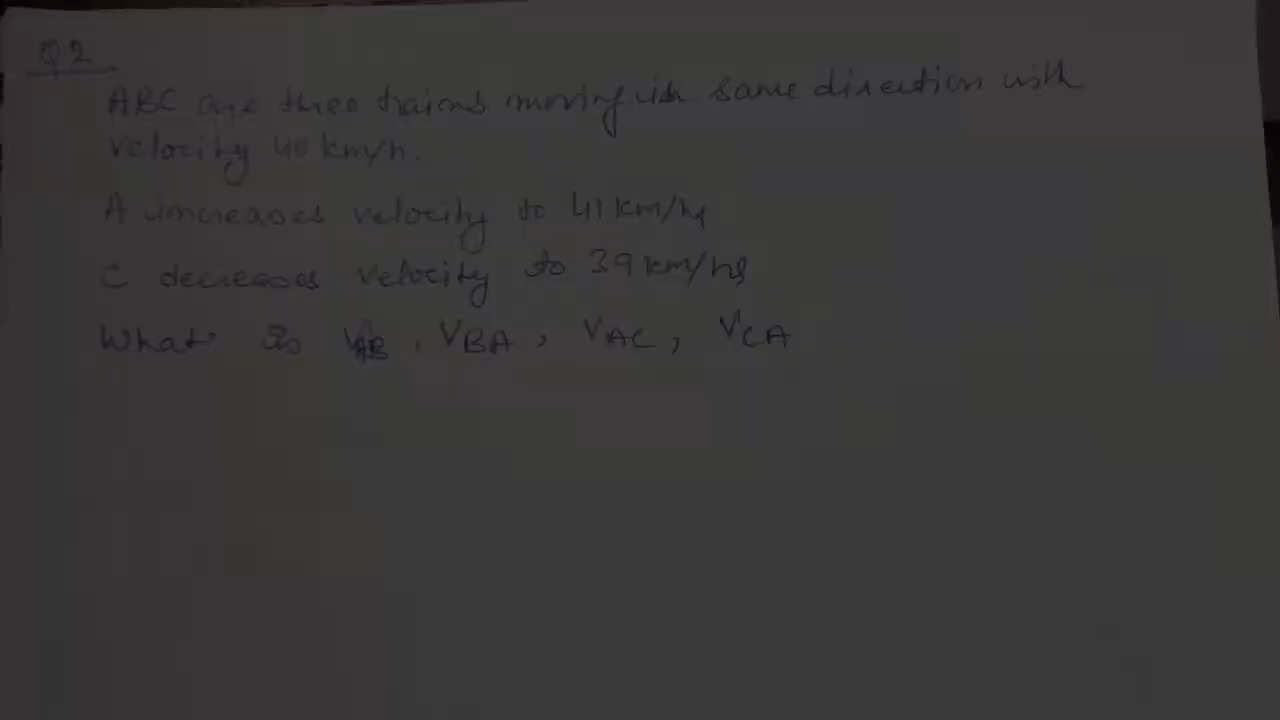 Q2
ABC are three trains moving in same direction with
velocity 40 km/h.
A increases velocity to 41 km/h
C decreases velocity to 39 km/h
What is VAB, VBA, VAC, VCA